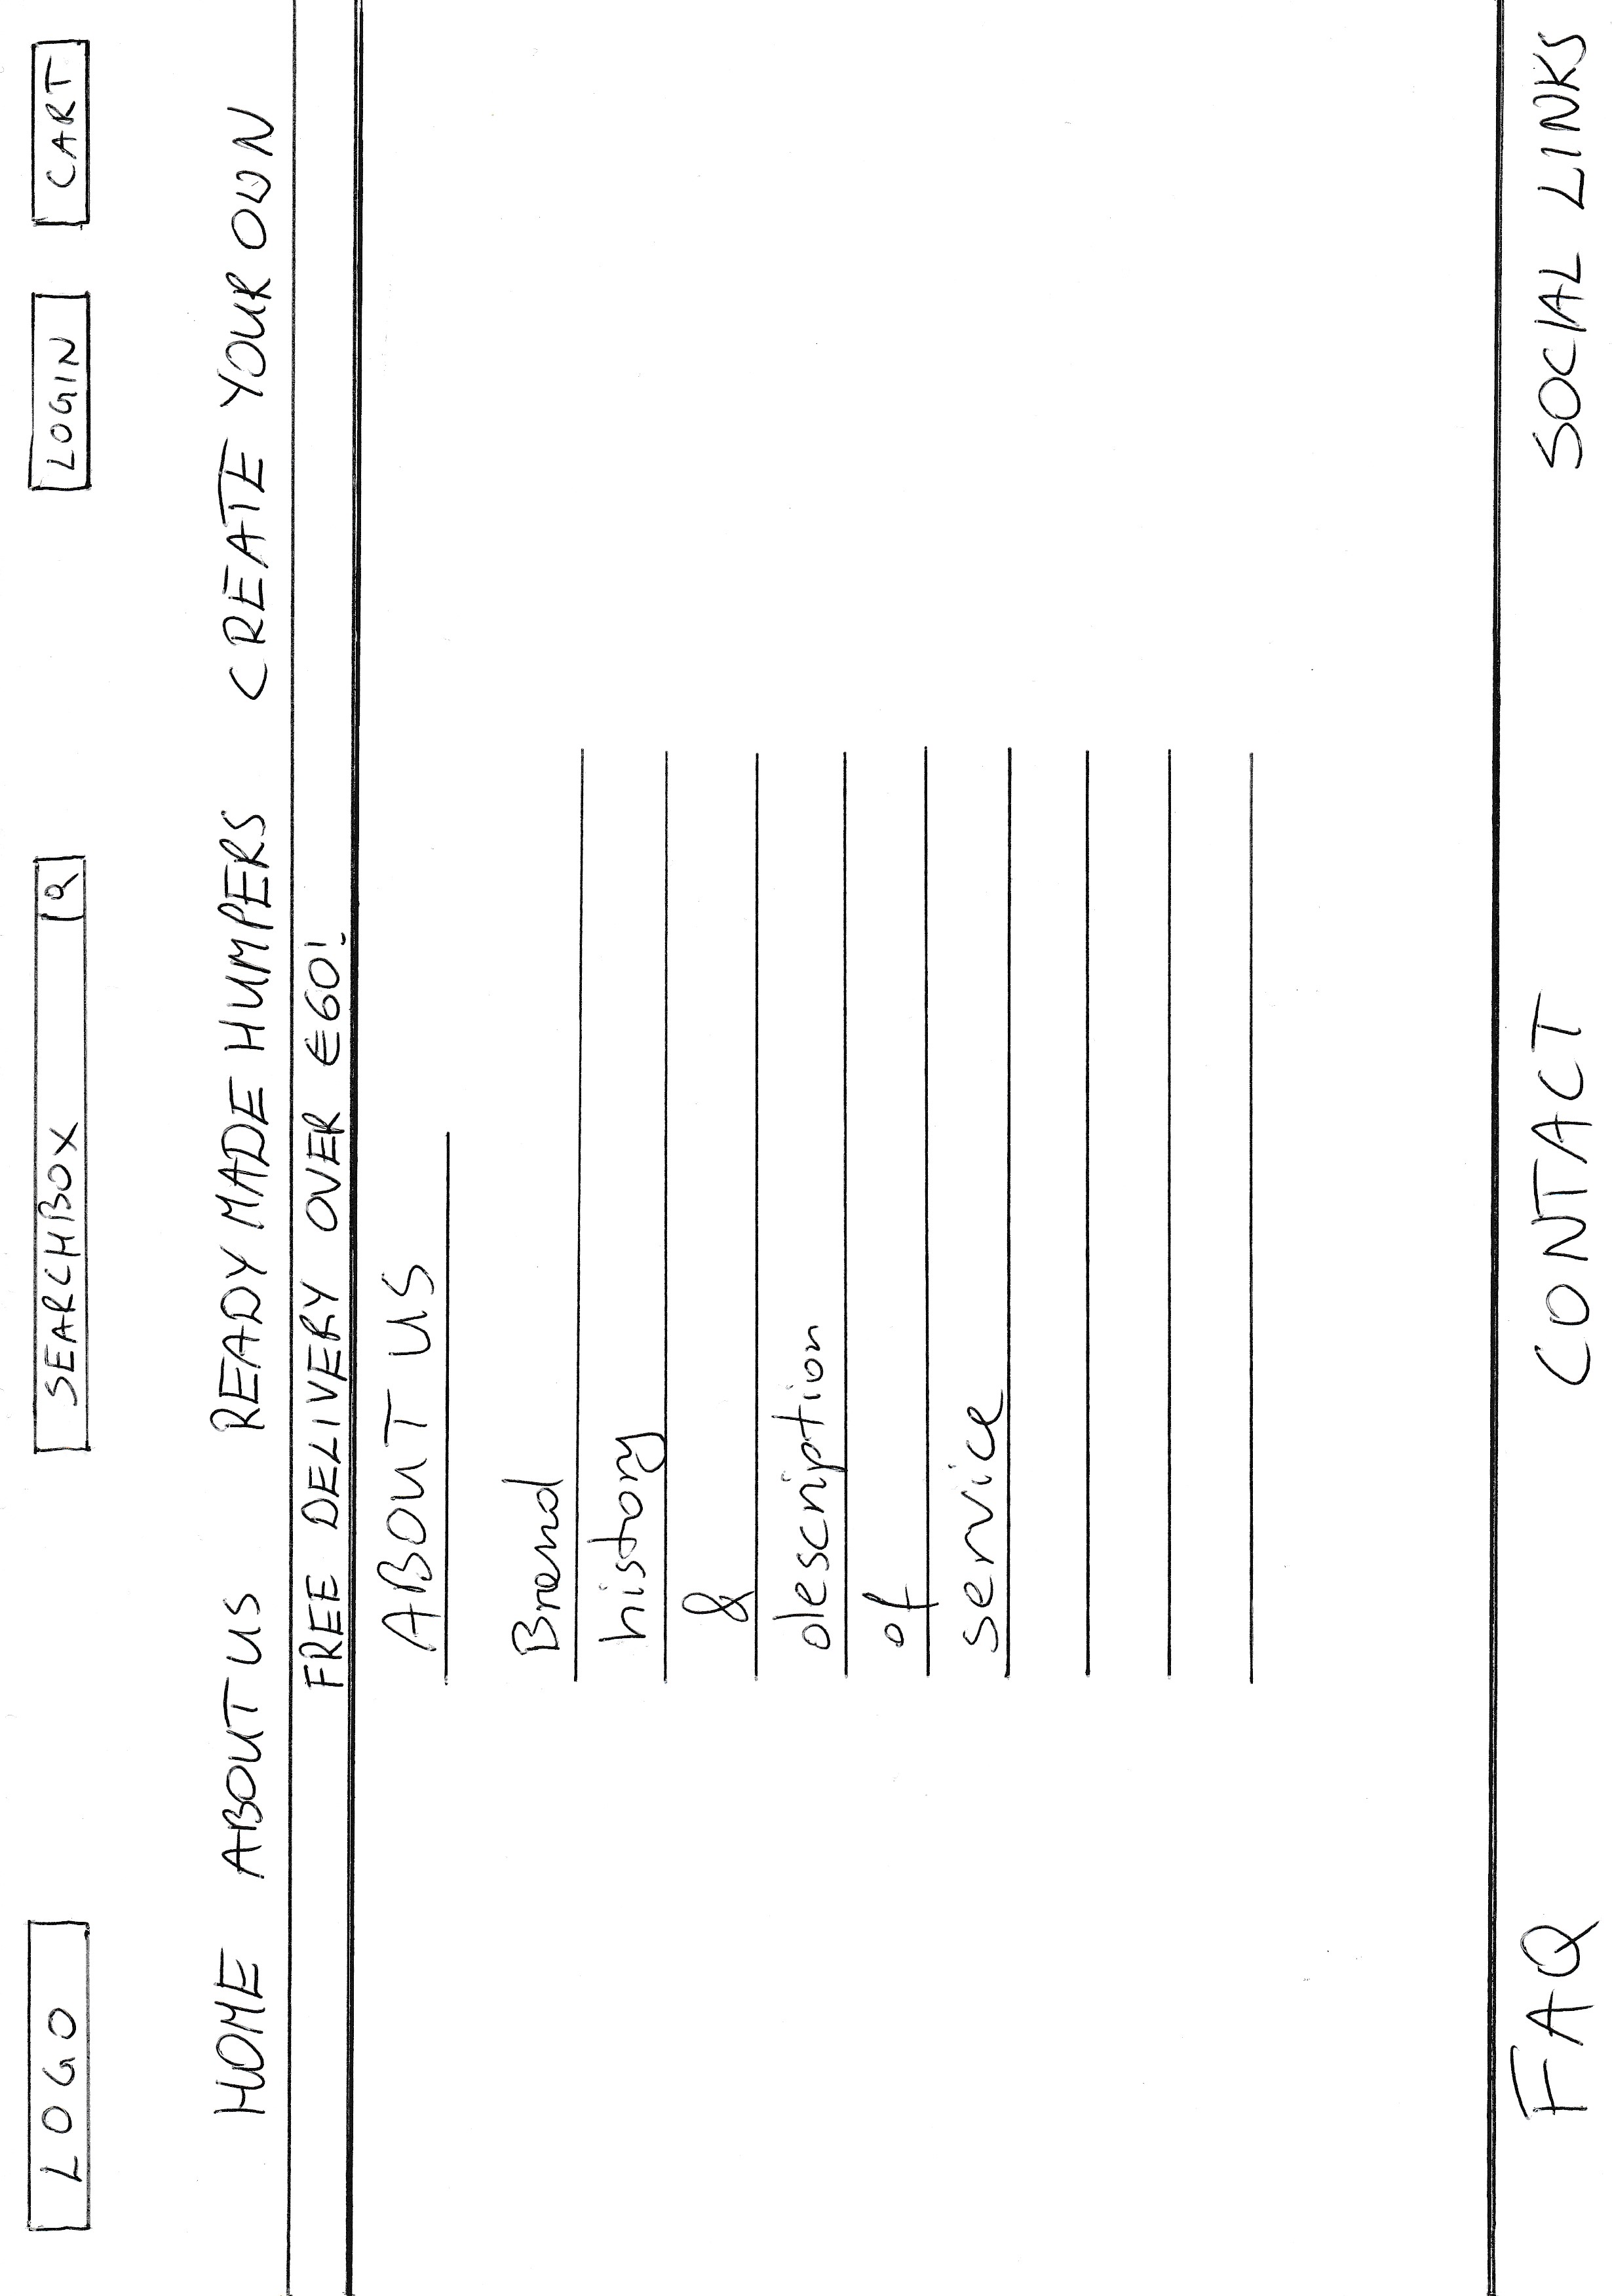 LOGO SEARCHBOX LOGIN CART
HOME ABOUT US READY MADE HUMPERS CREATE YOUR OWN
FREE DELIVERY OVER €60!
ABOUT US
Brand
history
&
description
of
service
FAQ CONTACT SOCIAL LINKS